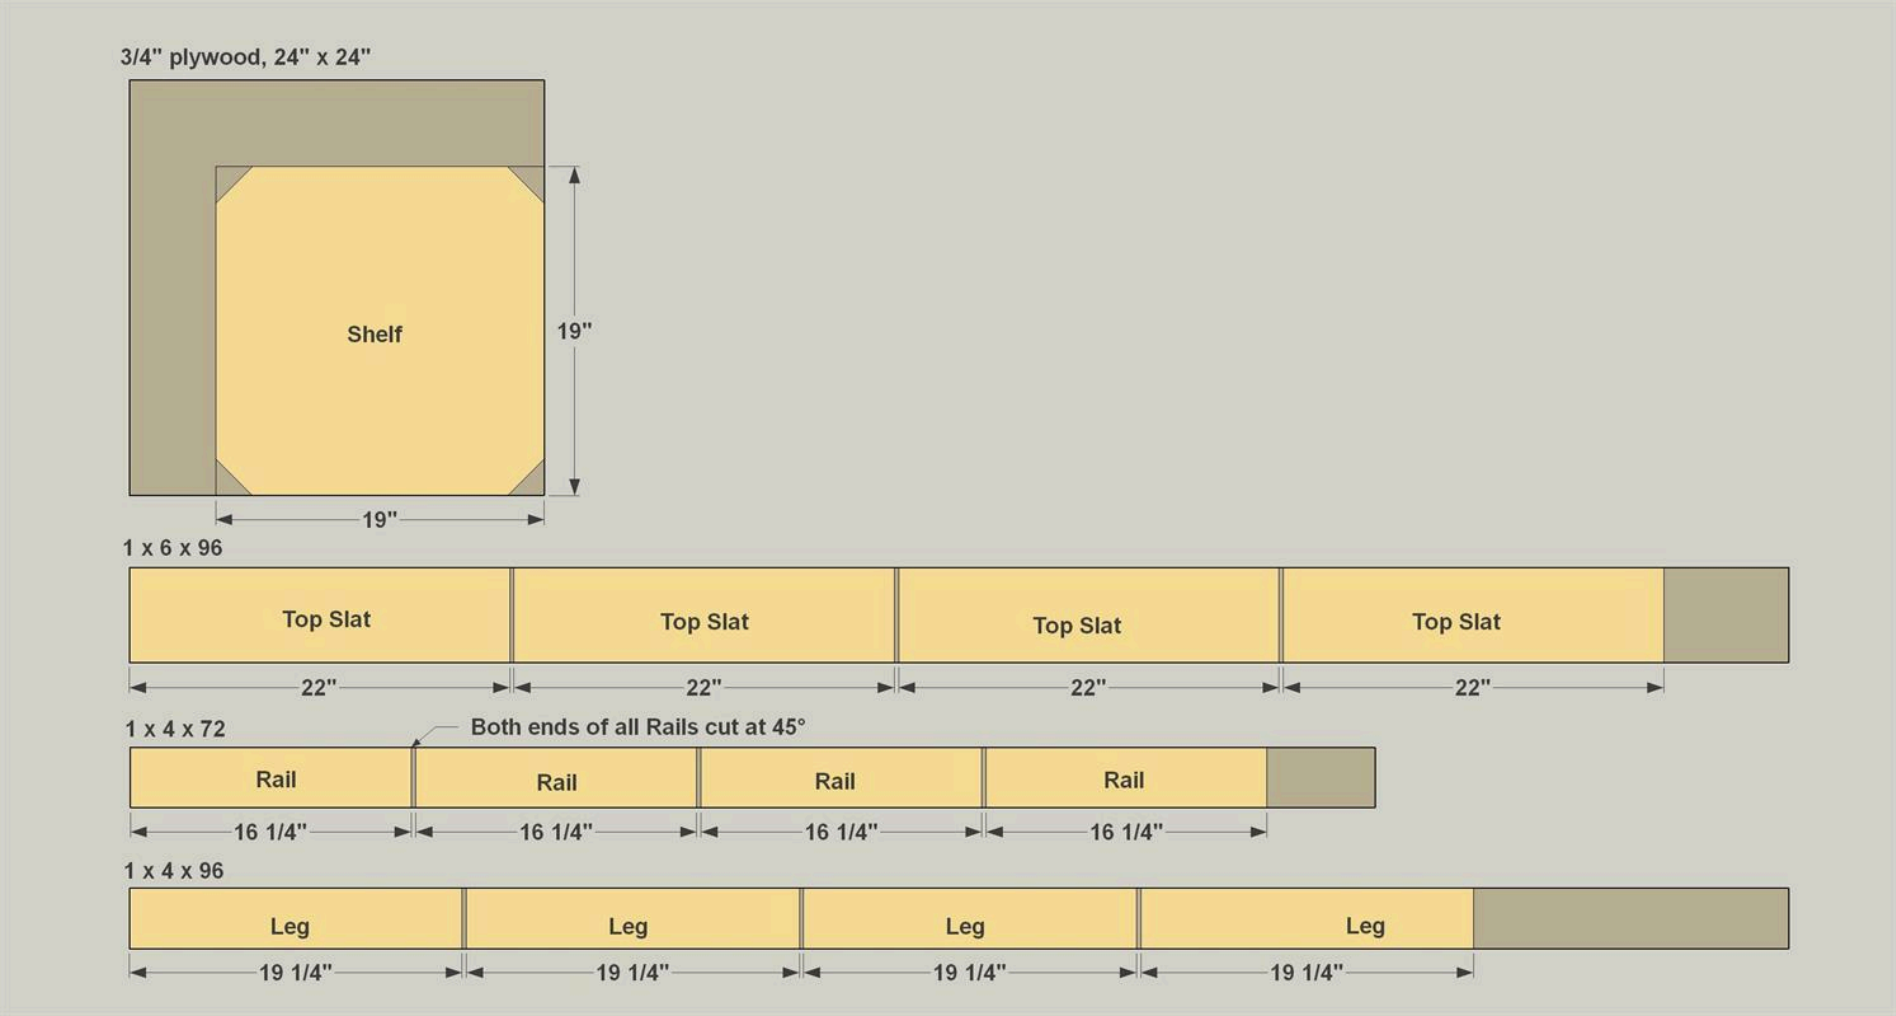 3/4" plywood, 24" x 24"
Shelf
19"
19"
1 x 6 x 96
Top Slat Top Slat Top Slat Top Slat
22" 22" 22" 22"
1 x 4 x 72 Both ends of all Rails cut at 45°
Rail Rail Rail Rail
16 1/4" 16 1/4" 16 1/4" 16 1/4"
1 x 4 x 96
Leg Leg Leg Leg
19 1/4" 19 1/4" 19 1/4" 19 1/4"